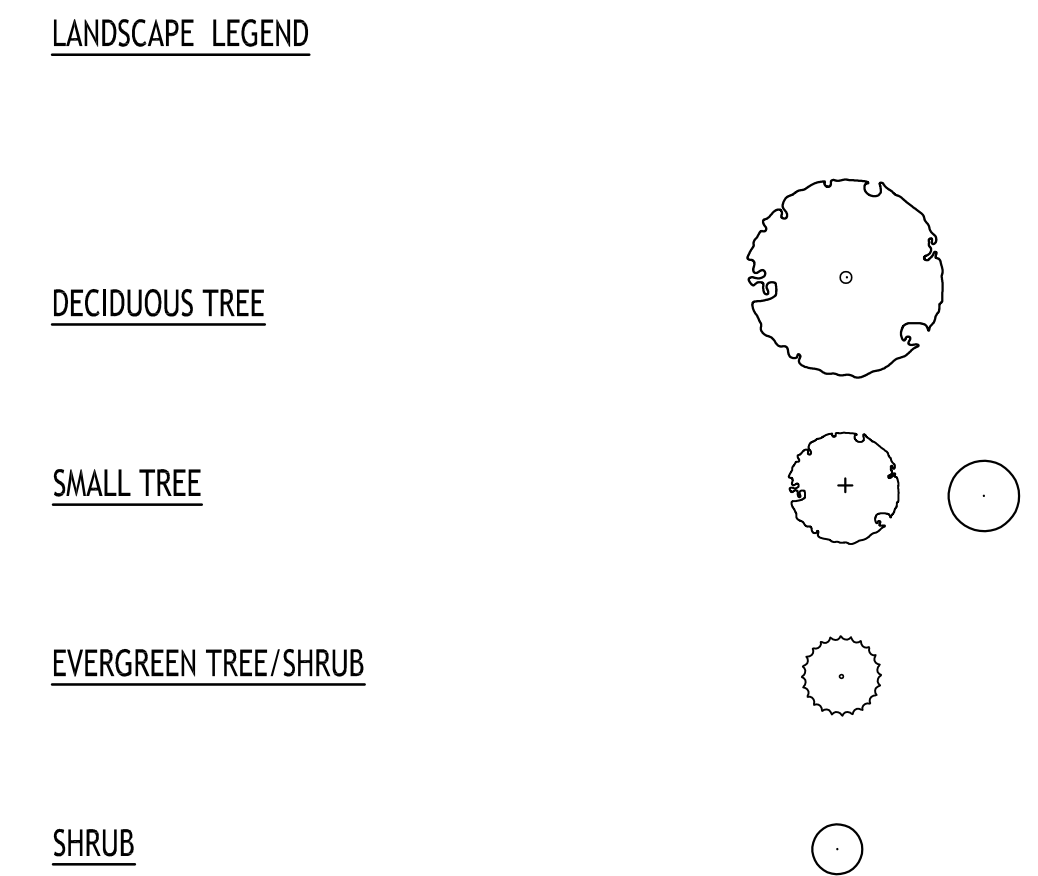 LANDSCAPE LEGEND
DECIDUOUS TREE
SMALL TREE
EVERGREEN TREE/SHRUB
SHRUB